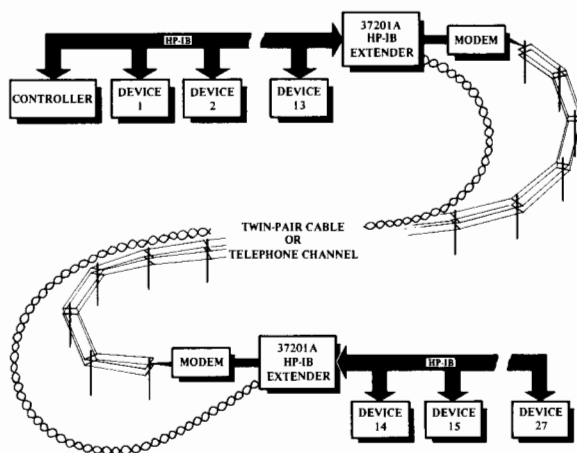 HP-IB
37201A
HP-IB
EXTENDER
MODEM
CONTROLLER
DEVICE
1
DEVICE
2
DEVICE
13
TWIN-PAIR CABLE
OR
TELEPHONE CHANNEL
MODEM
37201A
HP-IB
EXTENDER
HP-IB
DEVICE
14
DEVICE
15
DEVICE
27